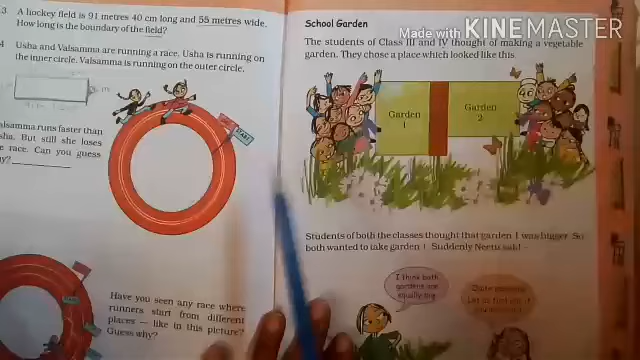 3 A hockey field is 91 metres 40 cm long and 55 metres wide.
How long is the boundary of the field?
4 Usha and Valsamma are running a race. Usha is running on
the inner circle. Valsamma is running on the outer circle.
alsamma runs faster than
sha. But still she loses
e race. Can you guess
y?
START
Have you seen any race where
runners start from different
places — like in this picture?
Guess why?
School Garden
The students of Class III and IV thought of making a vegetable
garden. They chose a place which looked like this.
Garden
1
Garden
2
Students of both the classes thought that garden 1 was bigger. So
both wanted to take garden 1. Suddenly Neetu said –
I think both
gardens are
equally big
Made with KINEMASTER